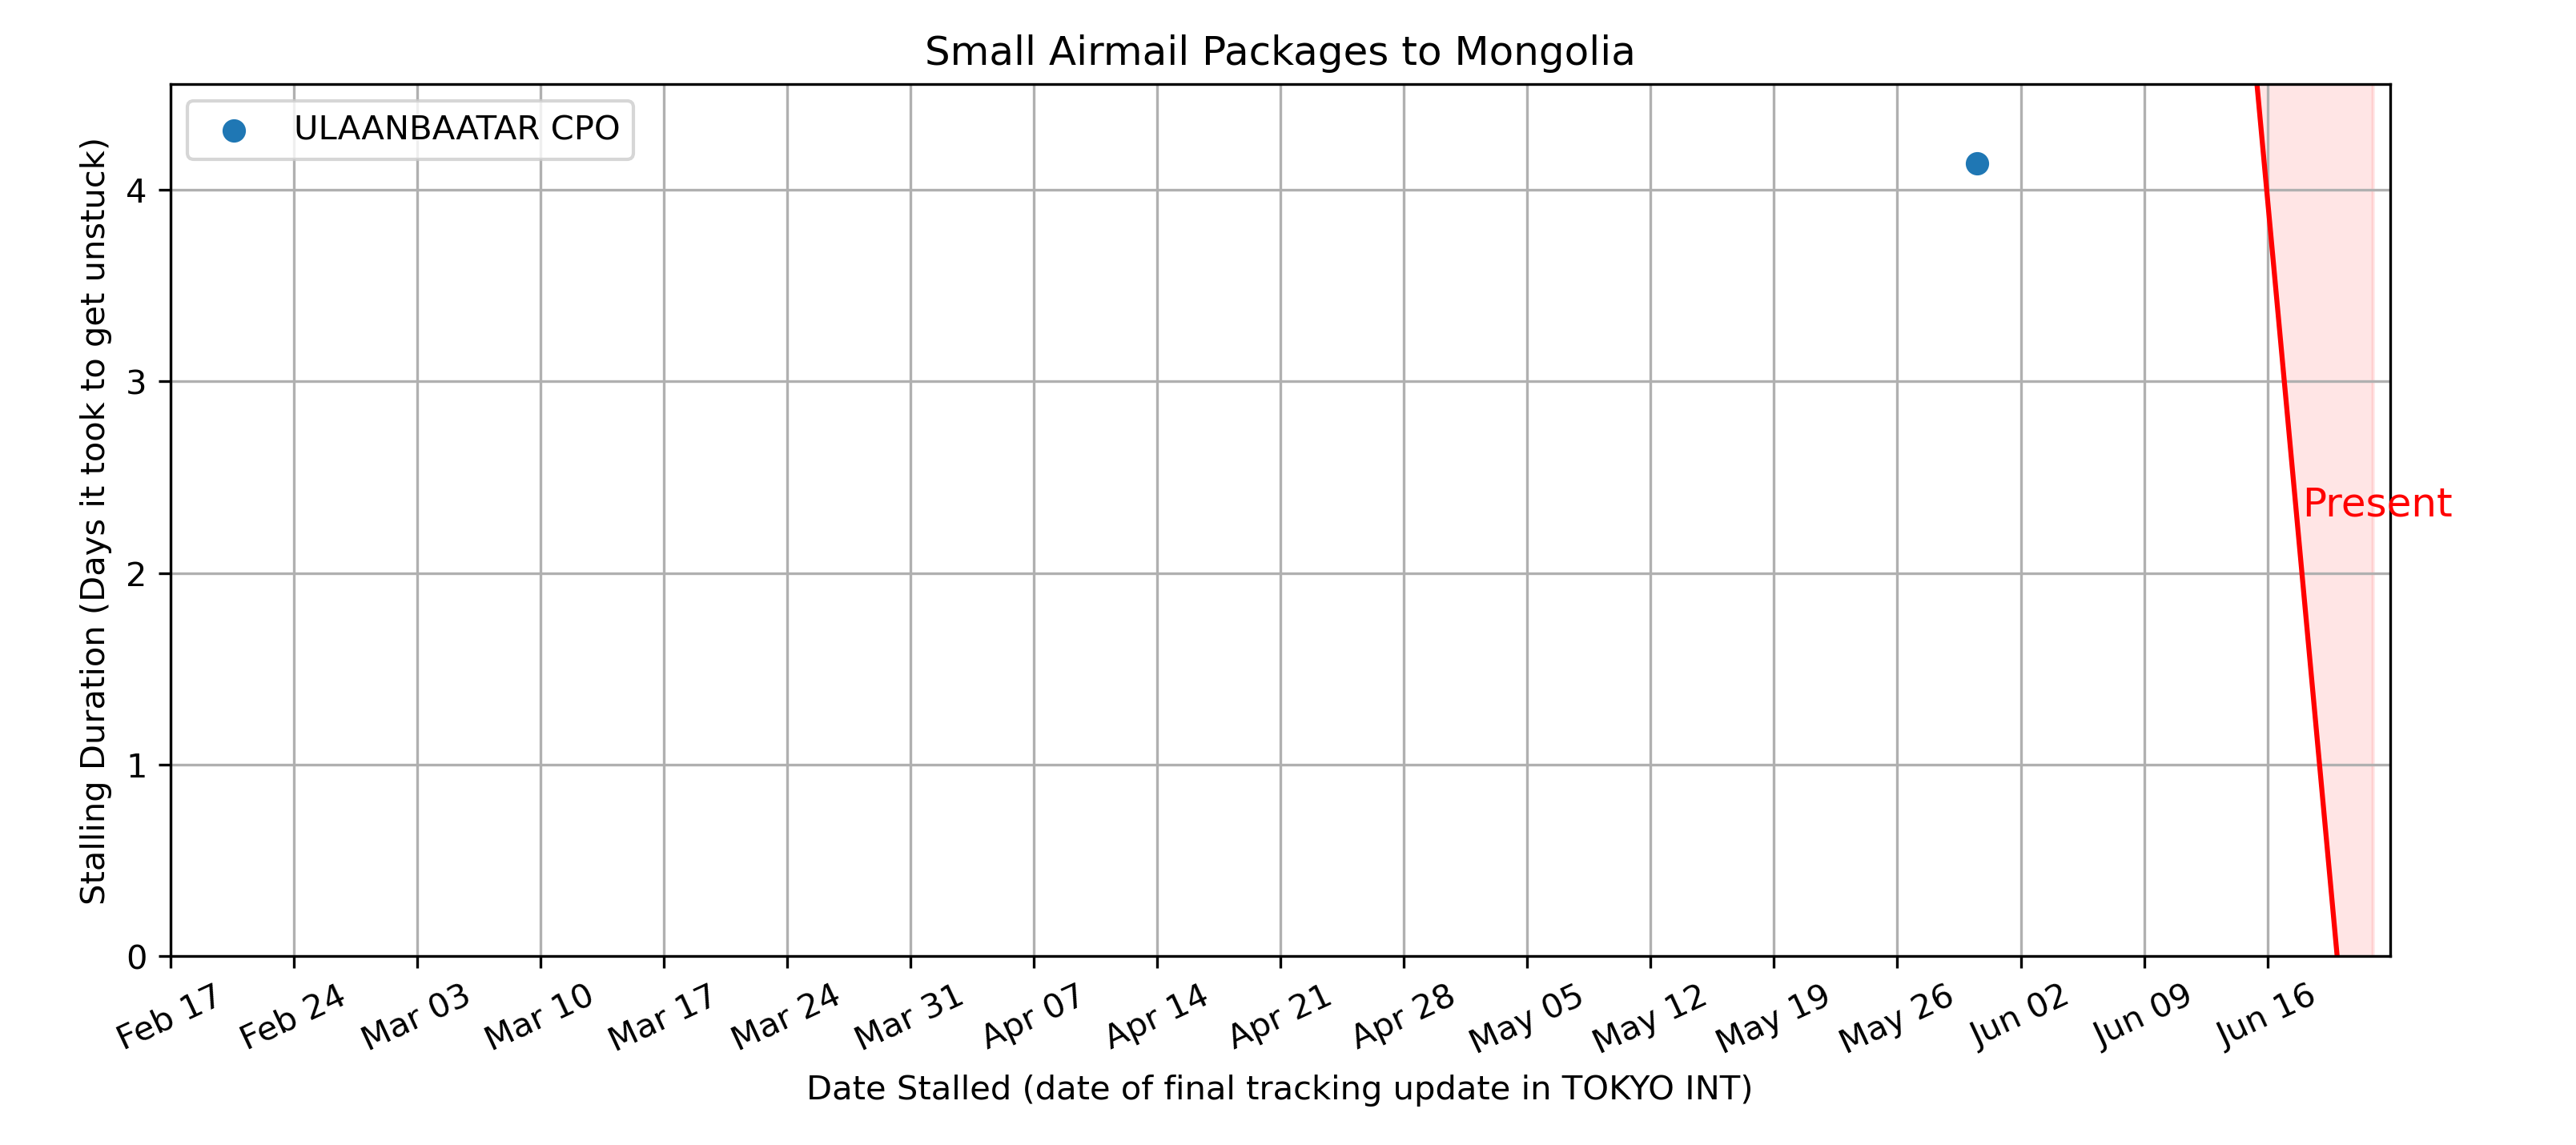 Small Airmail Packages to Mongolia
ULAANBAATAR CPO
Stalling Duration (Days it took to get unstuck)
4
3
2
1
0
Present
Feb 17
Feb 24
Mar 03
Mar 10
Mar 17
Mar 24
Mar 31
Apr 07
Apr 14
Apr 21
Apr 28
May 05
May 12
May 19
May 26
Jun 02
Jun 09
Jun 16
Date Stalled (date of final tracking update in TOKYO INT)